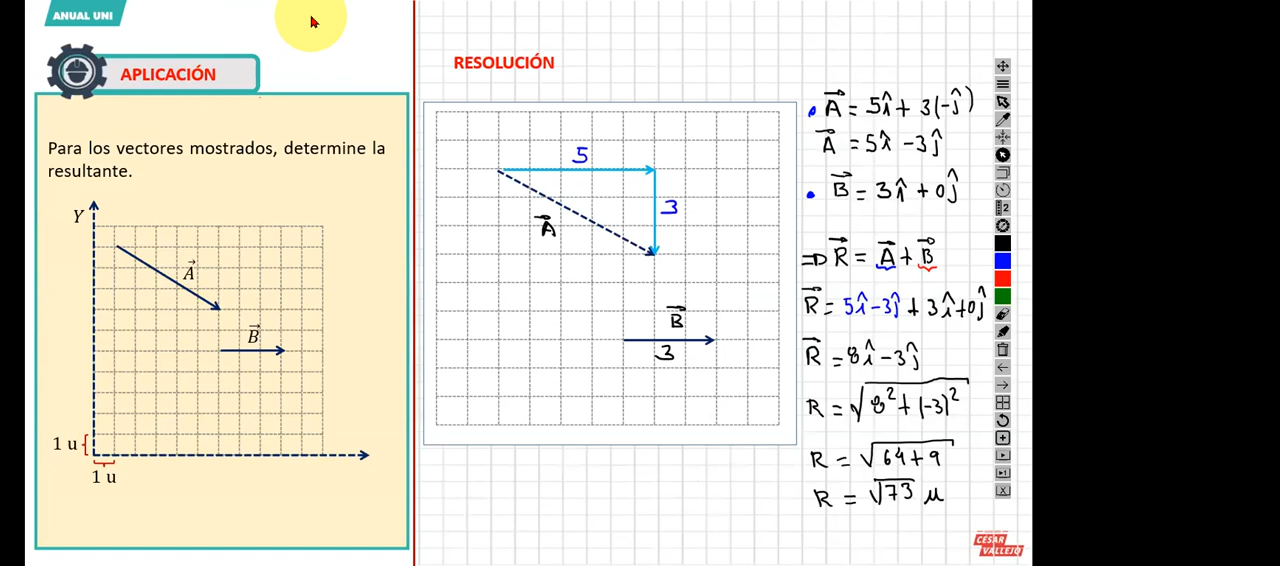 ANUAL UNI
APLICACIÓN
Para los vectores mostrados, determine la
resultante.
Y
A⃗
B⃗
1 u
1 u
RESOLUCIÓN
5
3
A⃗
B⃗
3
• A⃗ = 5î + 3(-ĵ)
A⃗ = 5î - 3ĵ
• B⃗ = 3î + 0ĵ
⇒ R⃗ = A⃗ + B⃗
R⃗ = 5î - 3ĵ + 3î + 0ĵ
R⃗ = 8î - 3ĵ
R = √(8² + (-3)²)
R = √(64 + 9)
R = √73 u
CÉSAR
VALLEJO